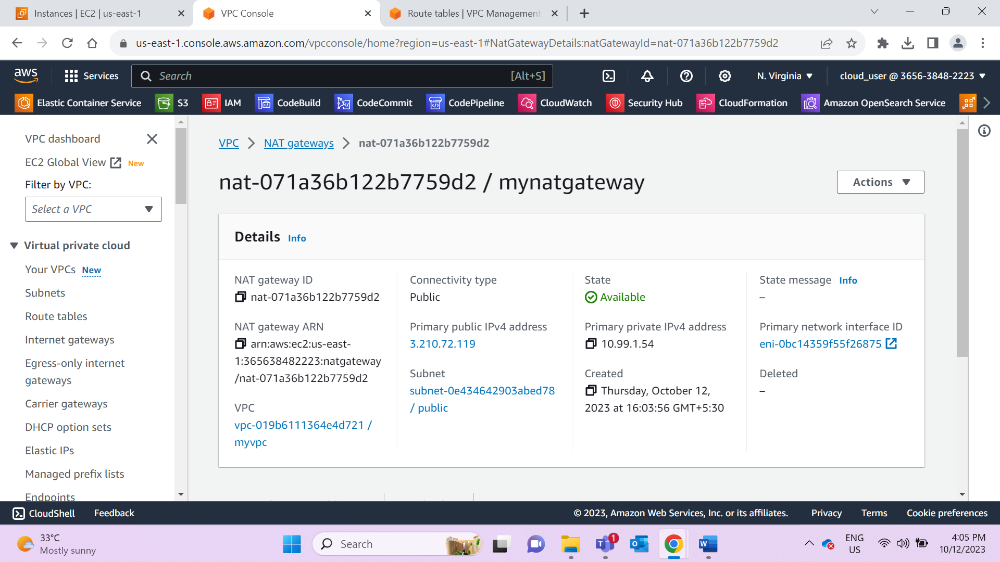 Instances | EC2 | us-east-1
VPC Console
Route tables | VPC Management
us-east-1.console.aws.amazon.com/vpcconsole/home?region=us-east-1#NatGatewayDetails:natGatewayId=nat-071a36b122b7759d2
aws
Services
Search
[Alt+S]
N. Virginia
cloud_user @ 3656-3848-2223
Elastic Container Service
S3
IAM
CodeBuild
CodeCommit
CodePipeline
CloudWatch
Security Hub
CloudFormation
Amazon OpenSearch Service
VPC dashboard
EC2 Global View New
Filter by VPC:
Select a VPC
Virtual private cloud
Your VPCs New
Subnets
Route tables
Internet gateways
Egress-only internet
gateways
Carrier gateways
DHCP option sets
Elastic IPs
Managed prefix lists
Endpoints
VPC
NAT gateways
nat-071a36b122b7759d2
nat-071a36b122b7759d2 / mynatgateway
Actions
Details Info
NAT gateway ID
nat-071a36b122b7759d2
NAT gateway ARN
arn:aws:ec2:us-east-
1:365638482223:natgateway
/nat-071a36b122b7759d2
VPC
vpc-019b6111364e4d721 /
myvpc
Connectivity type
Public
Primary public IPv4 address
3.210.72.119
Subnet
subnet-0e434642903abed78
/ public
State
Available
Primary private IPv4 address
10.99.1.54
Created
Thursday, October 12,
2023 at 16:03:56 GMT+5:30
State message Info
–
Primary network interface ID
eni-0bc14359f55f26875
Deleted
–
CloudShell
Feedback
© 2023, Amazon Web Services, Inc. or its affiliates.
Privacy
Terms
Cookie preferences
33°C
Mostly sunny
Search
1
ENG
US
4:05 PM
10/12/2023